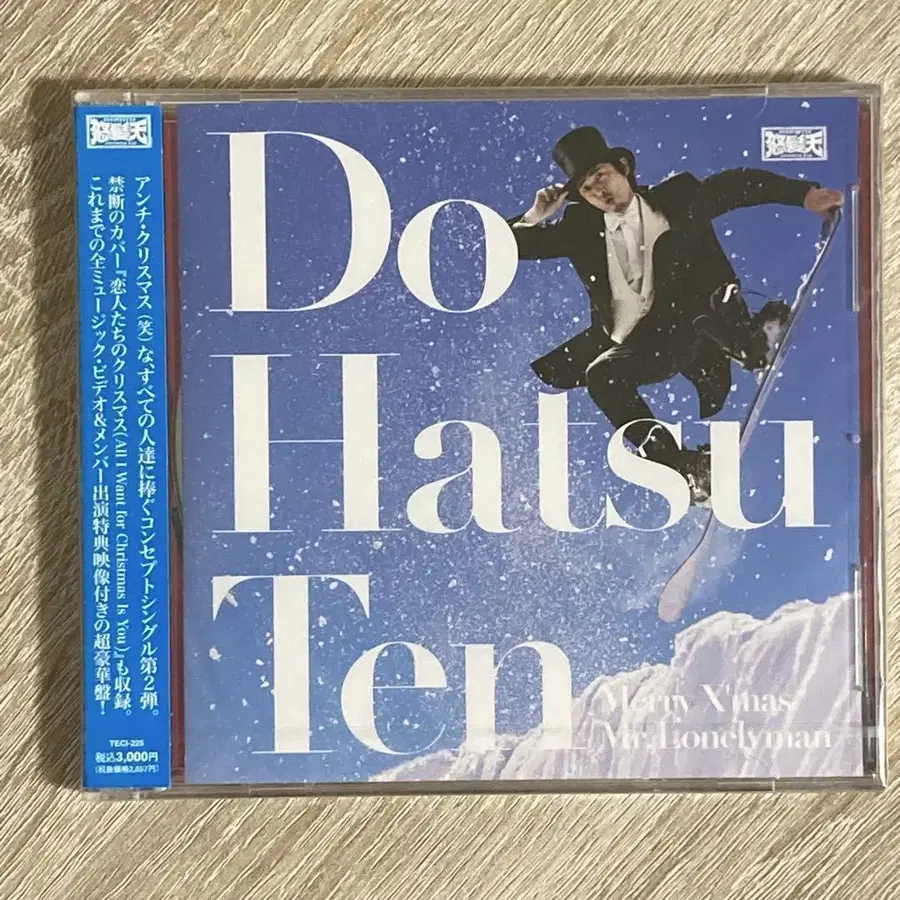 怒髪天
アンチ・クリスマス(笑)な、すべての人達に捧ぐコンセプトシングル第2弾。
禁断のカバー『恋人たちのクリスマス(All I Want for Christmas Is You)』も収録。
これまでの全ミュージック・ビデオ&メンバー出演特典映像付きの超豪華盤!
TECI-225
税込3,000円
(税抜価格2,857円)
怒髪天
Do
Hatsu
Ten
Merry X'mas
Mr. Lonelyman